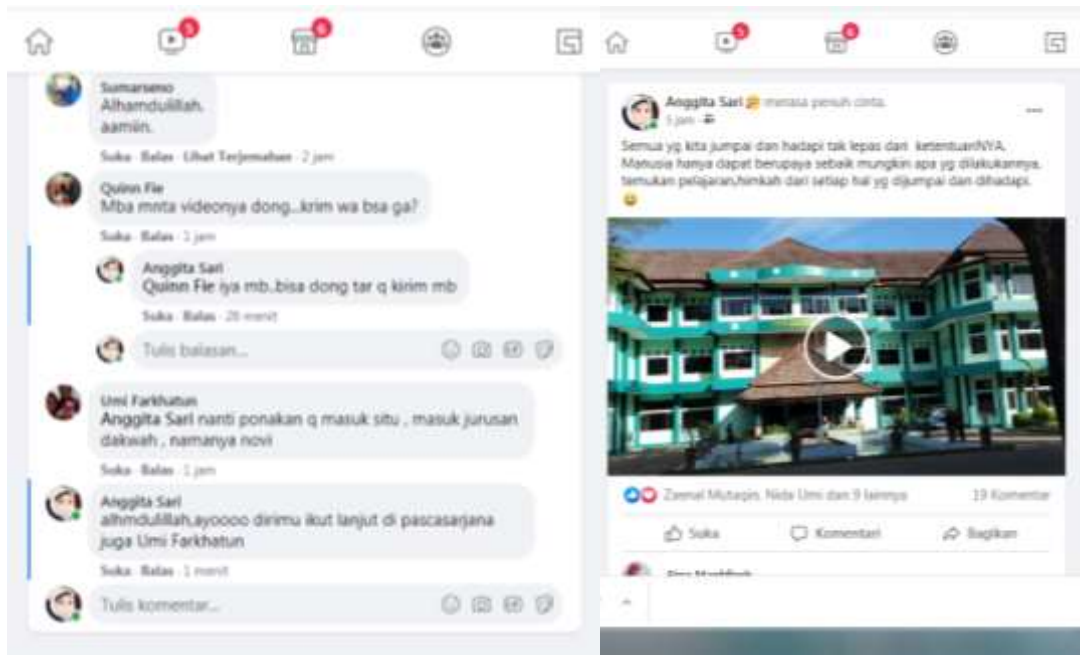 5
6
Sumarseno
Alhamdulillah.
aamiin.
Suka · Balas · Lihat Terjemahan · 2 jam
Quinn Fie
Mba mnta videonya dong...krim wa bsa ga?
Suka · Balas · 1 jam
Anggita Sari
Quinn Fie iya mb..bisa dong tar q kirim mb
Suka · Balas · 28 menit
Tulis balasan...
Umi Farkhatun
Anggita Sari nanti ponakan q masuk situ , masuk jurusan
dakwah , namanya novi
Suka · Balas · 1 jam
Anggita Sari
alhmdulillah,ayoooo dirimu ikut lanjut di pascasarjana
juga Umi Farkhatun
Suka · Balas · 1 menit
Tulis komentar...
5
6
Anggita Sari merasa penuh cinta.
3 jam
Semua yg kita jumpai dan hadapi tak lepas dari ketentuanNYA.
Manusia hanya dapat berupaya sebaik mungkin apa yg dilakukannya,
temukan pelajaran,himkah dari setiap hal yg dijumpai dan dihadapi.
Zaenal Mutaqin, Nida Umi dan 9 lainnya
19 Komentar
Suka
Komentari
Bagikan